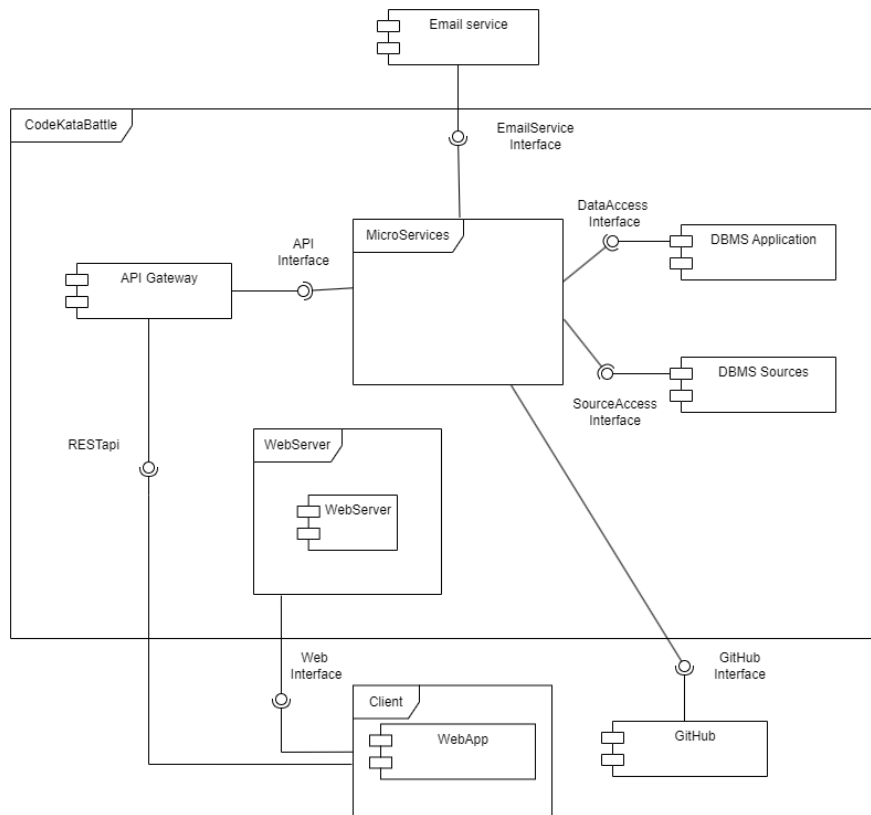 Email service
CodeKataBattle
EmailService
Interface
DataAccess
Interface
MicroServices
DBMS Application
API
Interface
API Gateway
DBMS Sources
SourceAccess
Interface
RESTapi
WebServer
WebServer
Web
Interface
GitHub
Interface
Client
WebApp
GitHub